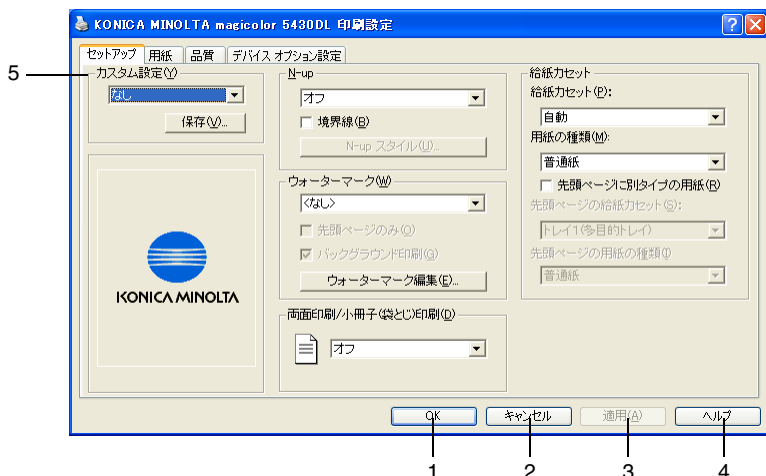 KONICA MINOLTA magicolor 5430DL 印刷設定
セットアップ 用紙 品質 デバイス オプション設定
5
カスタム設定(Y)
なし
保存(V)...
KONICA MINOLTA
N-up
オフ
境界線(B)
N-up スタイル(U)...
ウォーターマーク(W)
<なし>
先頭ページのみ(O)
バックグラウンド印刷(G)
ウォーターマーク編集(E)...
両面印刷/小冊子(袋とじ)印刷(D)
オフ
給紙カセット
給紙カセット(P):
自動
用紙の種類(M):
普通紙
先頭ページに別タイプの用紙(R)
先頭ページの給紙カセット(S):
トレイ1(多目的トレイ)
先頭ページの用紙の種類(I)
普通紙
OK キャンセル 適用(A) ヘルプ
1 2 3 4